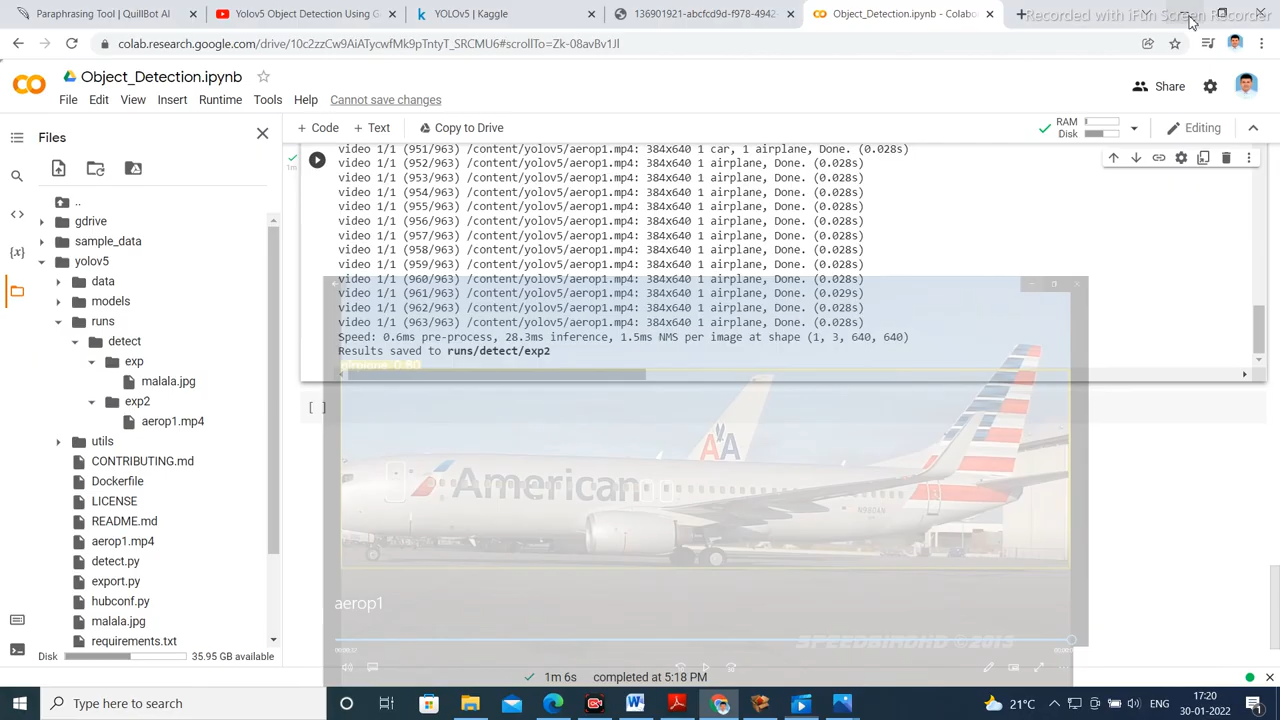 Paraphrasing Tool | QuillBot AI
Yolov5 Object Detection Using G
YOLOv5 | Kaggle
136901921-abcfcd9d-f978-4942-
Object_Detection.ipynb - Colabo
Recorded with iFun Screen Recorder
colab.research.google.com/drive/10c2zzCw9AiATycwfMk9pTntyT_SRCMU6#scrollTo=Zk-08avBv1Jl
Object_Detection.ipynb
Share
File Edit View Insert Runtime Tools Help Cannot save changes
Files
+ Code + Text Copy to Drive
RAM
Disk
Editing
1m
video 1/1 (951/963) /content/yolov5/aerop1.mp4: 384x640 1 car, 1 airplane, Done. (0.028s)
video 1/1 (952/963) /content/yolov5/aerop1.mp4: 384x640 1 airplane, Done. (0.028s)
video 1/1 (953/963) /content/yolov5/aerop1.mp4: 384x640 1 airplane, Done. (0.028s)
video 1/1 (954/963) /content/yolov5/aerop1.mp4: 384x640 1 airplane, Done. (0.028s)
video 1/1 (955/963) /content/yolov5/aerop1.mp4: 384x640 1 airplane, Done. (0.028s)
video 1/1 (956/963) /content/yolov5/aerop1.mp4: 384x640 1 airplane, Done. (0.028s)
video 1/1 (957/963) /content/yolov5/aerop1.mp4: 384x640 1 airplane, Done. (0.028s)
video 1/1 (958/963) /content/yolov5/aerop1.mp4: 384x640 1 airplane, Done. (0.028s)
video 1/1 (959/963) /content/yolov5/aerop1.mp4: 384x640 1 airplane, Done. (0.028s)
video 1/1 (960/963) /content/yolov5/aerop1.mp4: 384x640 1 airplane, Done. (0.028s)
video 1/1 (961/963) /content/yolov5/aerop1.mp4: 384x640 1 airplane, Done. (0.029s)
video 1/1 (962/963) /content/yolov5/aerop1.mp4: 384x640 1 airplane, Done. (0.028s)
video 1/1 (963/963) /content/yolov5/aerop1.mp4: 384x640 1 airplane, Done. (0.028s)
Speed: 0.6ms pre-process, 28.3ms inference, 1.5ms NMS per image at shape (1, 3, 640, 640)
Results saved to runs/detect/exp2
airplane 0.80
[ ]
..
gdrive
sample_data
yolov5
data
models
runs
detect
exp
malala.jpg
exp2
aerop1.mp4
utils
CONTRIBUTING.md
Dockerfile
LICENSE
README.md
aerop1.mp4
detect.py
export.py
hubconf.py
malala.jpg
requirements.txt
Disk
35.95 GB available
AA
American
N980AN
aerop1
SPEEDBIRDHD ©2019
1m 6s completed at 5:18 PM
Type here to search
21°C
ENG
17:20
30-01-2022